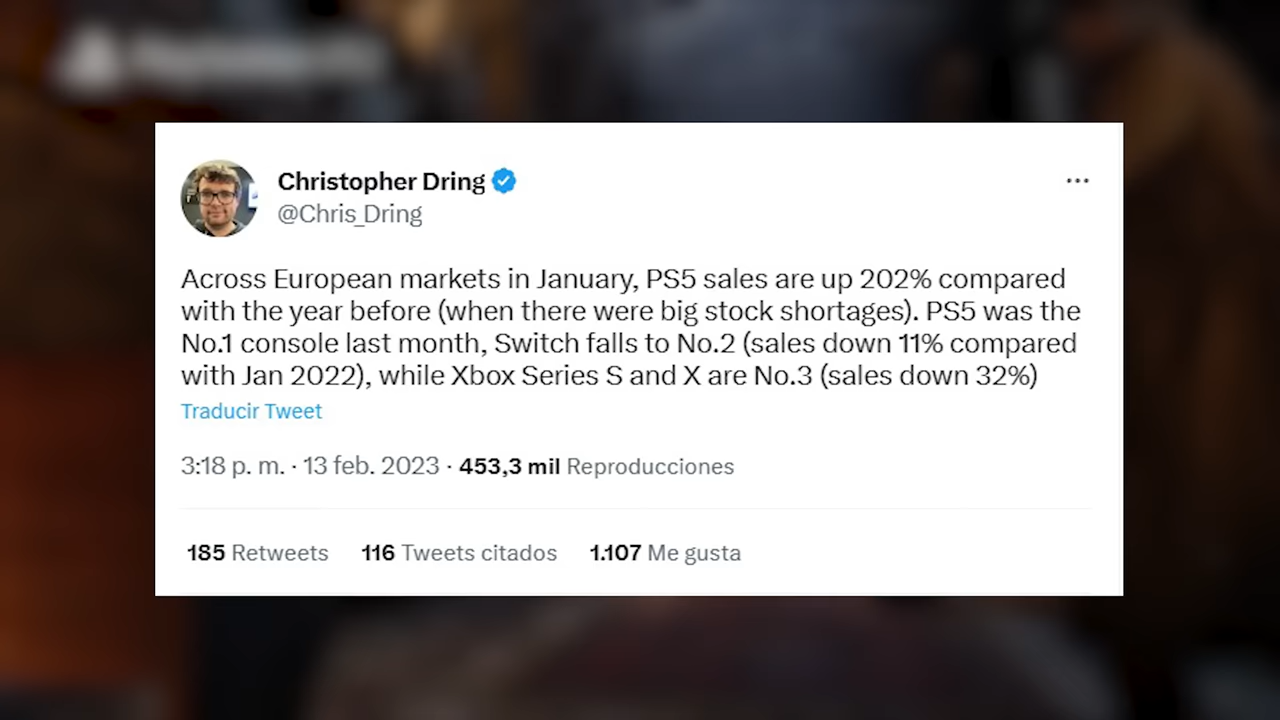 Christopher Dring
@Chris_Dring
Across European markets in January, PS5 sales are up 202% compared
with the year before (when there were big stock shortages). PS5 was the
No.1 console last month, Switch falls to No.2 (sales down 11% compared
with Jan 2022), while Xbox Series S and X are No.3 (sales down 32%)
Traducir Tweet
3:18 p. m. · 13 feb. 2023 · 453,3 mil Reproducciones
185 Retweets 116 Tweets citados 1.107 Me gusta